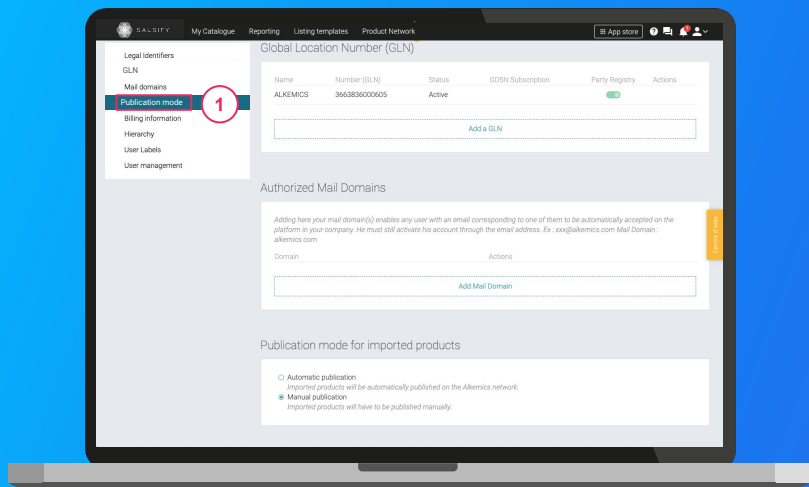 SALSIFY
My Catalogue
Reporting
Listing templates
Product Network
App store
Legal Identifiers
GLN
Mail domains
Publication mode
1
Billing information
Hierarchy
User Labels
User management
Global Location Number (GLN)
Name Number (GLN) Status GDSN Subscription Party Registry Actions
ALKEMICS 3663836000605 Active
Add a GLN
Authorized Mail Domains
Adding here your mail domain(s) enables any user with an email corresponding to one of them to be automatically accepted on the
platform in your company. He must still activate his account through the email address. Ex : xxx@alkemics.com Mail Domain :
alkemics.com
Domain Actions
Add Mail Domain
Centre d'aide
Publication mode for imported products
Automatic publication
Imported products will be automatically published on the Alkemics network.
Manual publication
Imported products will have to be published manually.